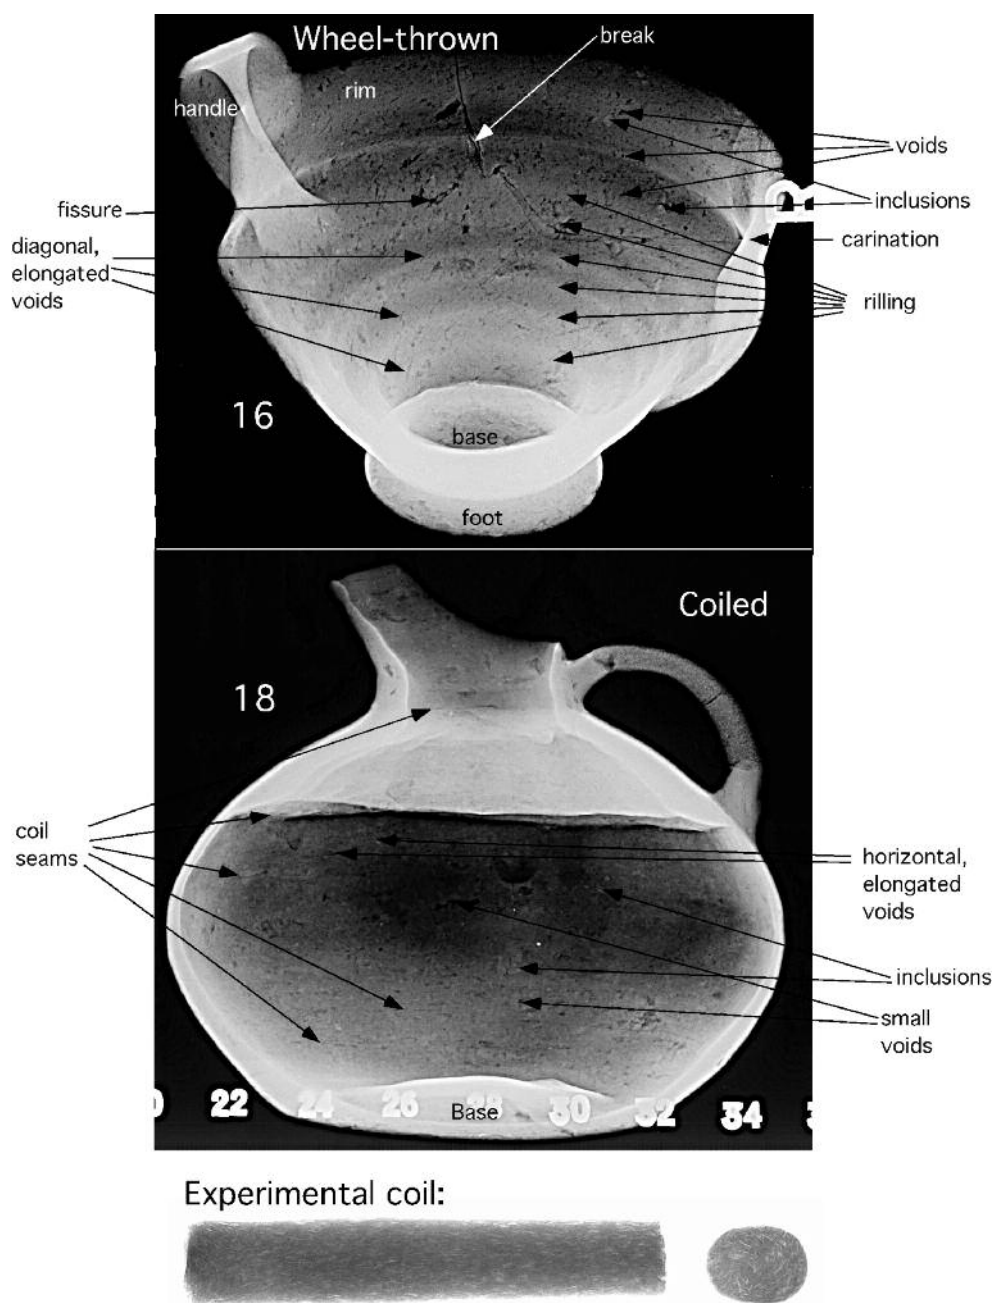 Wheel-thrown
break
rim
handle
voids
inclusions
fissure
carination
diagonal,
elongated
voids
rilling
16
base
foot
Coiled
18
coil
seams
horizontal,
elongated
voids
inclusions
small
voids
22 24 26 28 30 32 34
Base
Experimental coil: